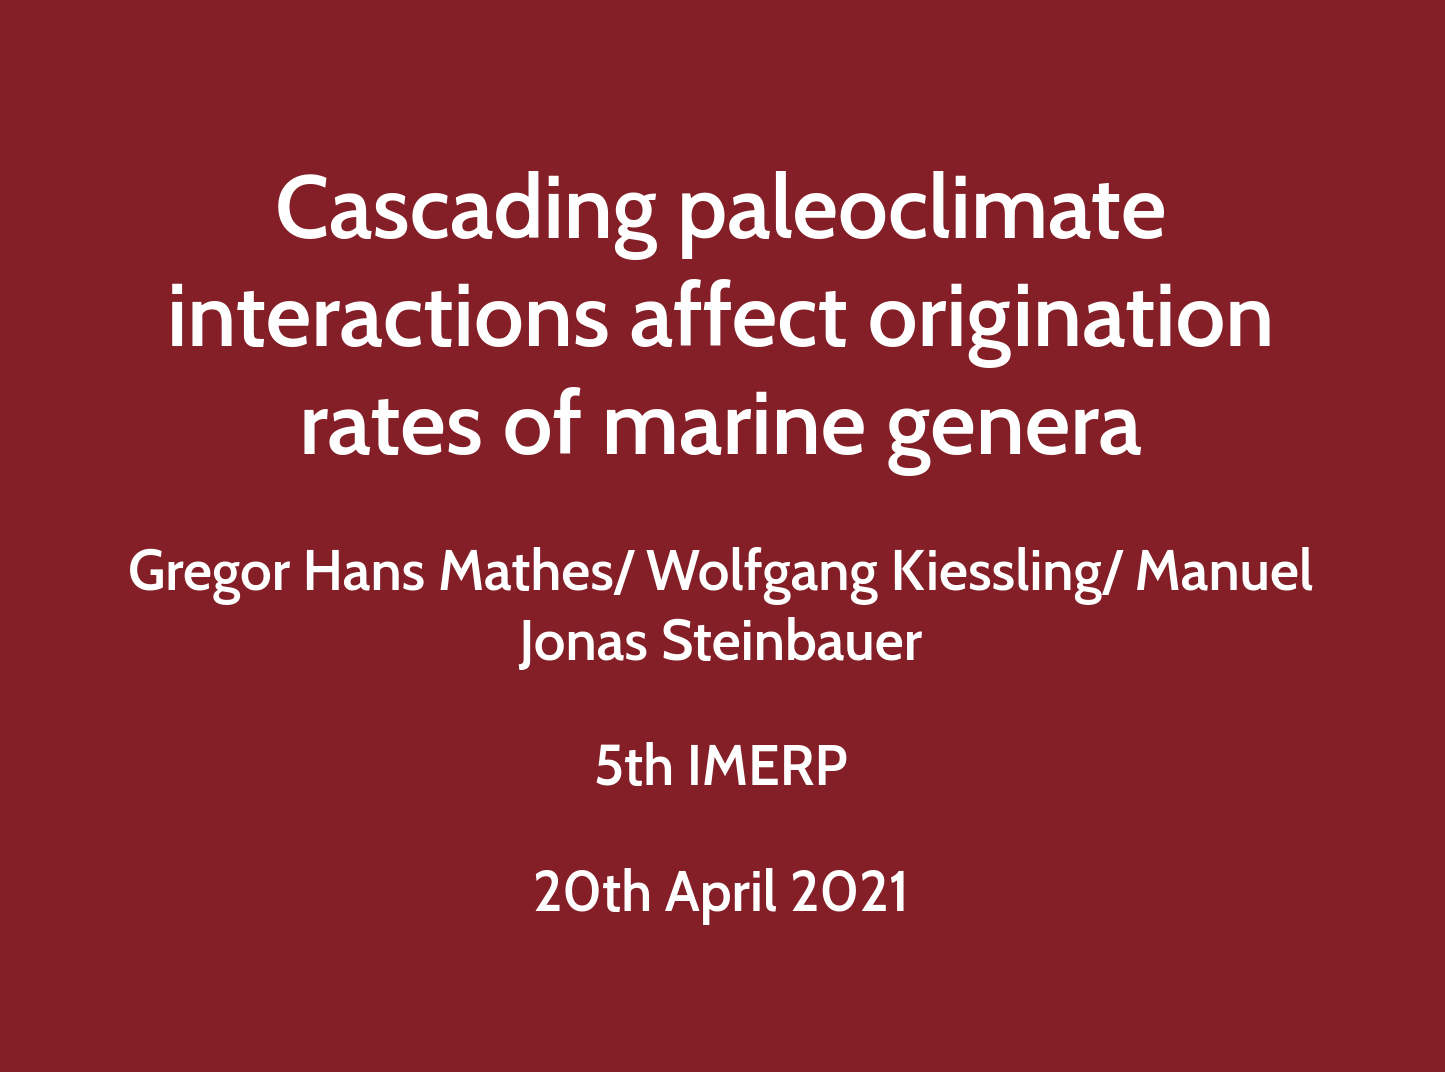 Cascading paleoclimate
interactions affect origination
rates of marine genera
Gregor Hans Mathes/ Wolfgang Kiessling/ Manuel
Jonas Steinbauer
5th IMERP
20th April 2021